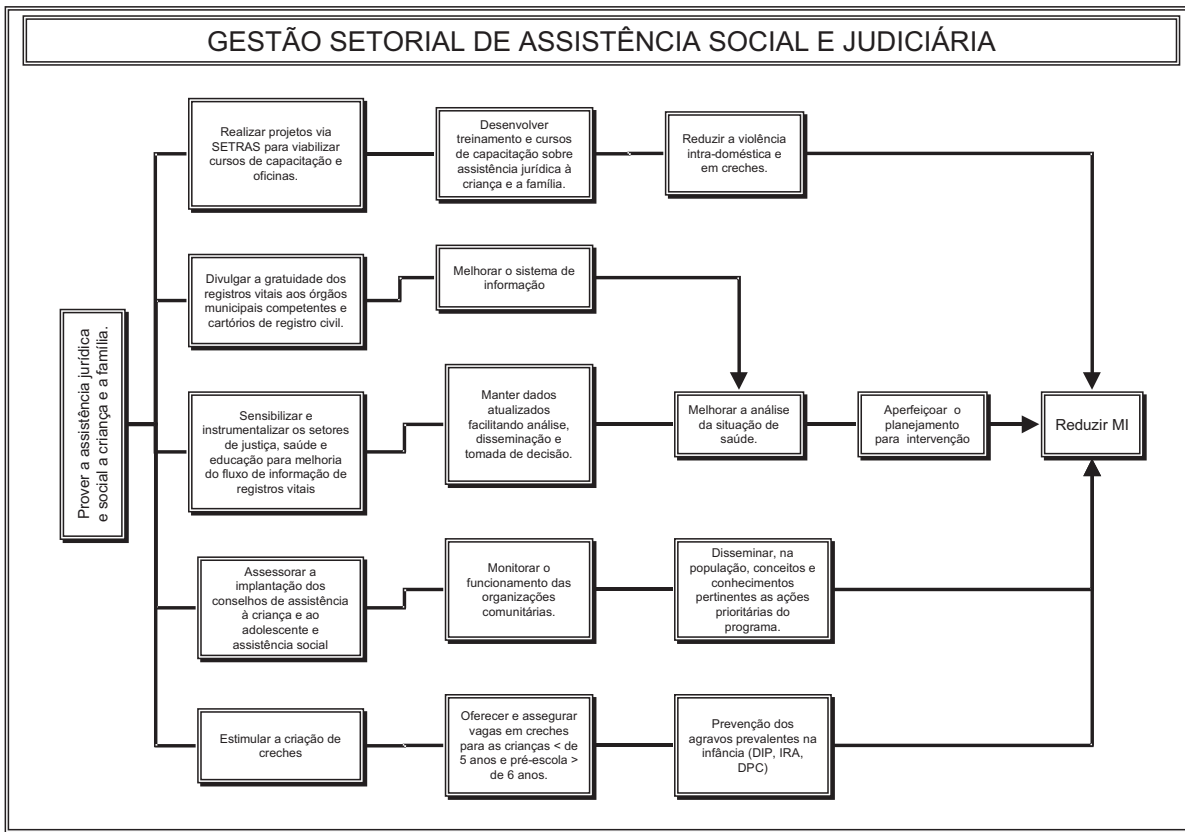 GESTÃO SETORIAL DE ASSISTÊNCIA SOCIAL E JUDICIÁRIA
Prover a assistência jurídica
e social a criança e a família.
Realizar projetos via
SETRAS para viabilizar
cursos de capacitação e
oficinas.
Desenvolver
treinamento e cursos
de capacitação sobre
assistência jurídica à
criança e a família.
Reduzir a violência
intra-doméstica e
em creches.
Divulgar a gratuidade dos
registros vitais aos órgãos
municipais competentes e
cartórios de registro civil.
Melhorar o sistema de
informação
Sensibilizar e
instrumentalizar os setores
de justiça, saúde e
educação para melhoria
do fluxo de informação de
registros vitais
Manter dados
atualizados
facilitando análise,
disseminação e
tomada de decisão.
Melhorar a análise
da situação de
saúde.
Aperfeiçoar o
planejamento
para intervenção
Reduzir MI
Assessorar a
implantação dos
conselhos de assistência
à criança e ao
adolescente e
assistência social
Monitorar o
funcionamento das
organizações
comunitárias.
Disseminar, na
população, conceitos e
conhecimentos
pertinentes as ações
prioritárias do
programa.
Estimular a criação de
creches
Oferecer e assegurar
vagas em creches
para as crianças < de
5 anos e pré-escola >
de 6 anos.
Prevenção dos
agravos prevalentes na
infância (DIP, IRA,
DPC)